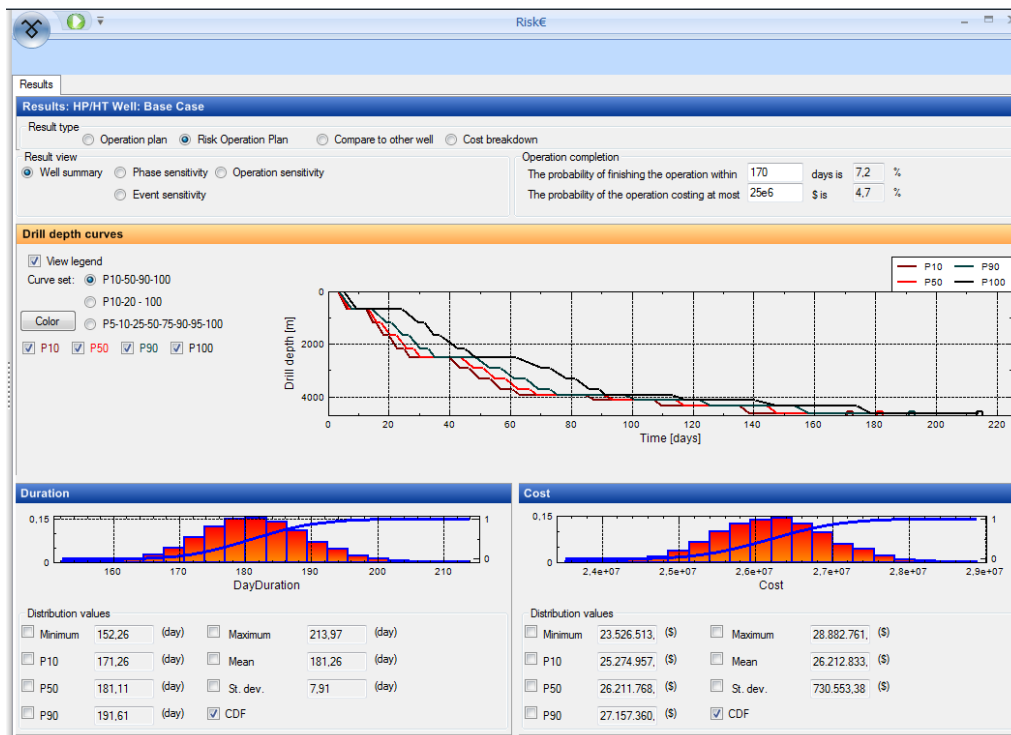 Risk€
Results
Results: HP/HT Well: Base Case
Result type
Operation plan Risk Operation Plan Compare to other well Cost breakdown
Result view
Well summary Phase sensitivity Operation sensitivity
Event sensitivity
Operation completion
The probability of finishing the operation within 170 days is 7,2 %
The probability of the operation costing at most 25e6 $ is 4,7 %
Drill depth curves
View legend
Curve set: P10-50-90-100
P10-20 - 100
Color P5-10-25-50-75-90-95-100
P10 P50 P90 P100
P10 P90
P50 P100
Drill depth [m]
0
2000
4000
0 20 40 60 80 100 120 140 160 180 200 220
Time [days]
Duration
0,15 1
0 0
160 170 180 190 200 210
DayDuration
Distribution values
Minimum 152,26 (day) Maximum 213,97 (day)
P10 171,26 (day) Mean 181,26 (day)
P50 181,11 (day) St. dev. 7,91 (day)
P90 191,61 (day) CDF
Cost
0,15 1
0 0
2,4e+07 2,5e+07 2,6e+07 2,7e+07 2,8e+07 2,9e+07
Cost
Distribution values
Minimum 23.526.513, ($) Maximum 28.882.761, ($)
P10 25.274.957, ($) Mean 26.212.833, ($)
P50 26.211.768, ($) St. dev. 730.553,38 ($)
P90 27.157.360, ($) CDF